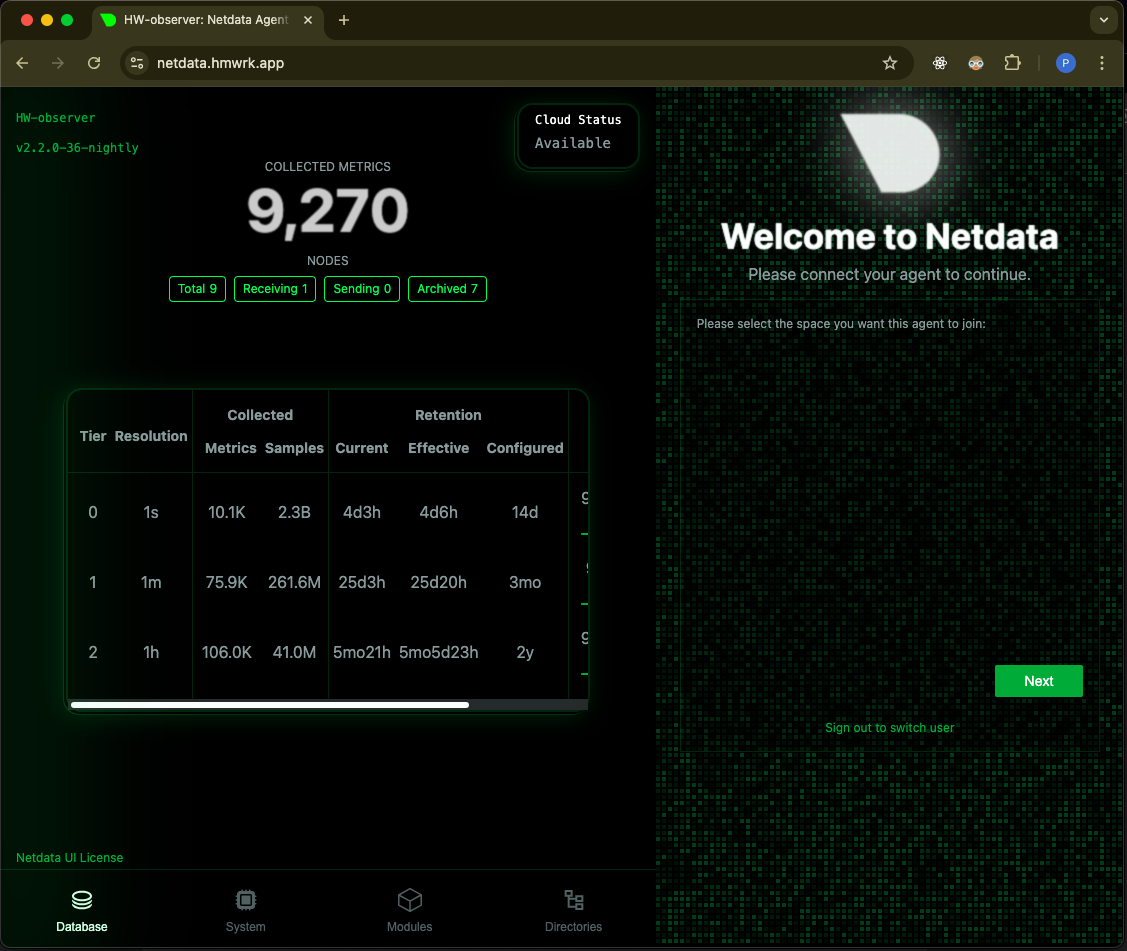 HW-observer: Netdata Agent
netdata.hmwrk.app
P
HW-observer
v2.2.0-36-nightly
Cloud Status
Available
COLLECTED METRICS
9,270
NODES
Total 9 Receiving 1 Sending 0 Archived 7
Collected Retention
Tier Resolution
Metrics Samples Current Effective Configured
0 1s 10.1K 2.3B 4d3h 4d6h 14d
1 1m 75.9K 261.6M 25d3h 25d20h 3mo
2 1h 106.0K 41.0M 5mo21h 5mo5d23h 2y
Netdata UI License
Database System Modules Directories
Welcome to Netdata
Please connect your agent to continue.
Please select the space you want this agent to join:
Next
Sign out to switch user